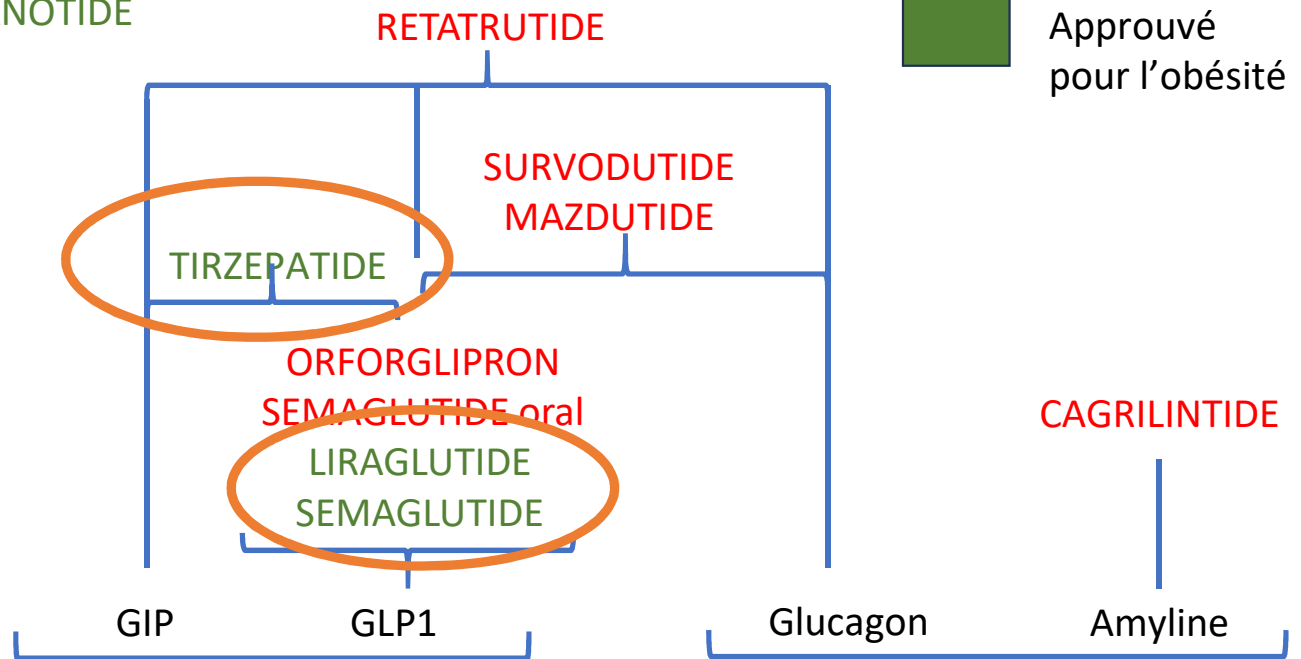 NOTIDE
RETATRUTIDE
Approuvé
pour l'obésité
SURVODUTIDE
MAZDUTIDE
TIRZEPATIDE
ORFORGLIPRON
SEMAGLUTIDE oral
LIRAGLUTIDE
SEMAGLUTIDE
CAGRILINTIDE
GIP
GLP1
Glucagon
Amyline